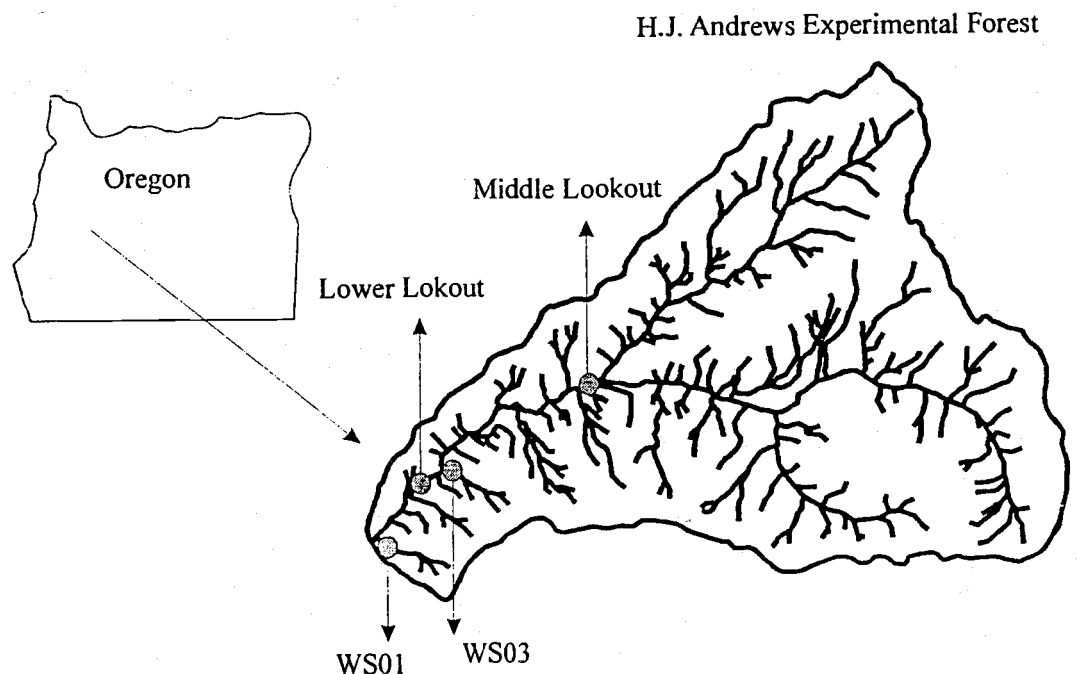 H.J. Andrews Experimental Forest
Oregon
Middle Lookout
Lower Lokout
WS01
WS03